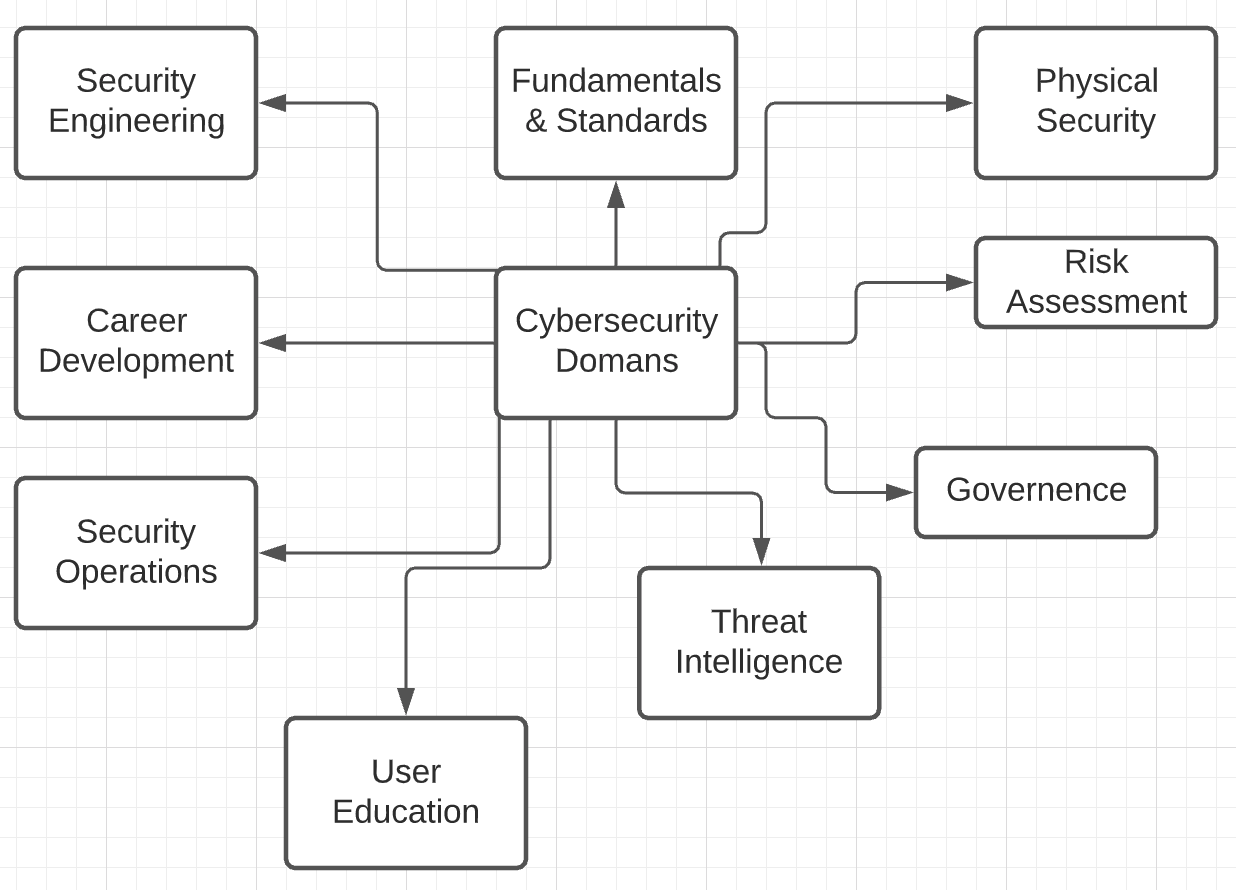 Security
Engineering
Fundamentals
& Standards
Physical
Security
Risk
Assessment
Career
Development
Cybersecurity
Domans
Governence
Security
Operations
Threat
Intelligence
User
Education